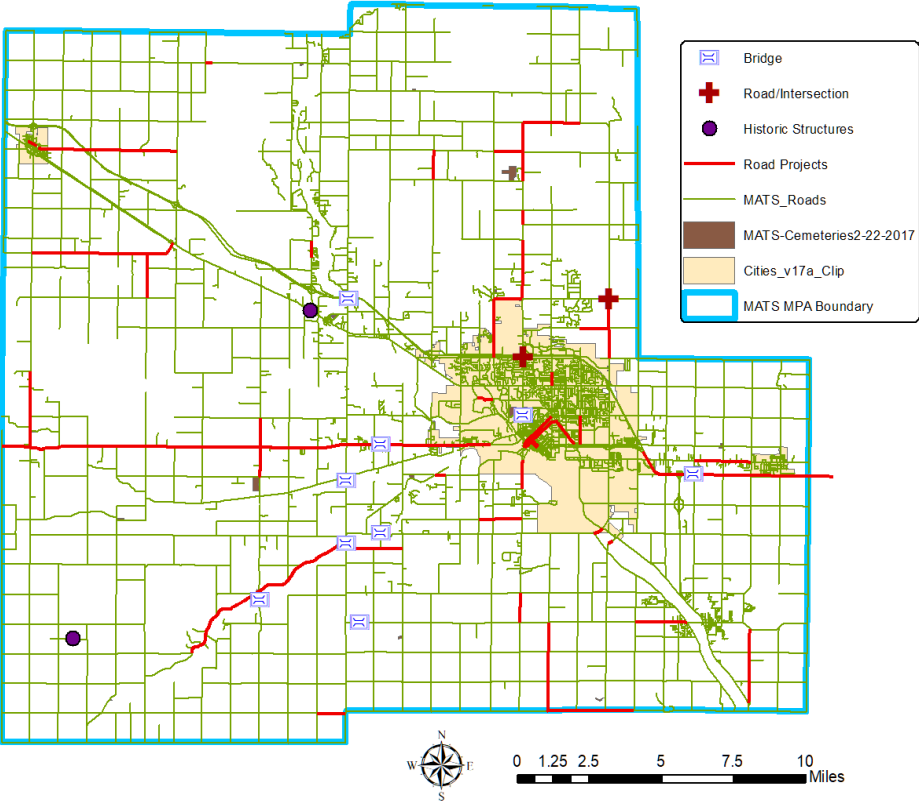 Bridge
Road/Intersection
Historic Structures
Road Projects
MATS_Roads
MATS-Cemeteries2-22-2017
Cities_v17a_Clip
MATS MPA Boundary
N
W E
S
0 1.25 2.5 5 7.5 10
Miles